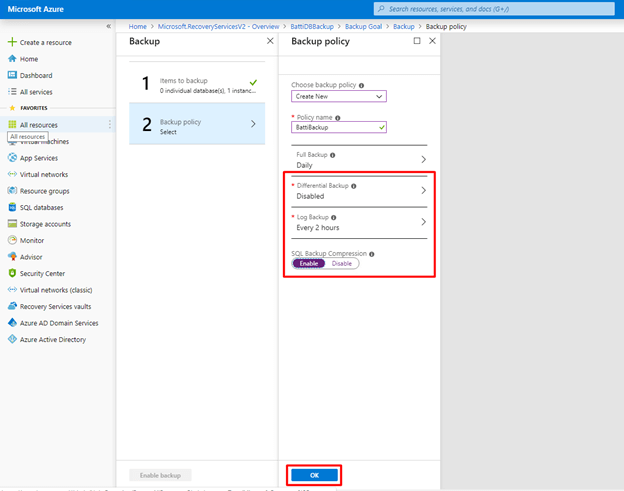 Microsoft Azure
Search resources, services, and docs (G+/)
Home > Microsoft.RecoveryServicesV2 - Overview > BattiDBBackup > Backup Goal > Backup > Backup policy
«
+ Create a resource
Home
Dashboard
All services
FAVORITES
All resources
All resources
Virtual machines
App Services
Virtual networks
Resource groups
SQL databases
Storage accounts
Monitor
Advisor
Security Center
Virtual networks (classic)
Recovery Services vaults
Azure AD Domain Services
Azure Active Directory
Backup
1
Items to backup
0 individual database(s), 1 instanc...
2
Backup policy
Select
Enable backup
Backup policy
Choose backup policy
Create New
* Policy name
BattiBackup
Full Backup
Daily
* Differential Backup
Disabled
* Log Backup
Every 2 hours
SQL Backup Compression
Enable Disable
OK